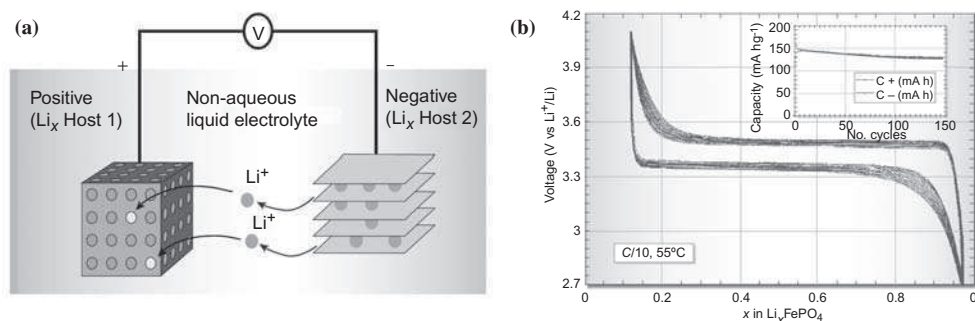 (a)
V
+
−
Positive
(Liₓ Host 1)
Non-aqueous
liquid electrolyte
Negative
(Liₓ Host 2)
Li⁺
Li⁺
(b)
4.2
3.9
3.6
3.3
3
2.7
Voltage (V vs Li⁺/Li)
0
0.2
0.4
0.6
0.8
0
x in LiₓFePO₄
C/10, 55ºC
Capacity (mA hg⁻¹)
200
150
100
50
0
0
50
100
150
No. cycles
C + (mA h)
C − (mA h)